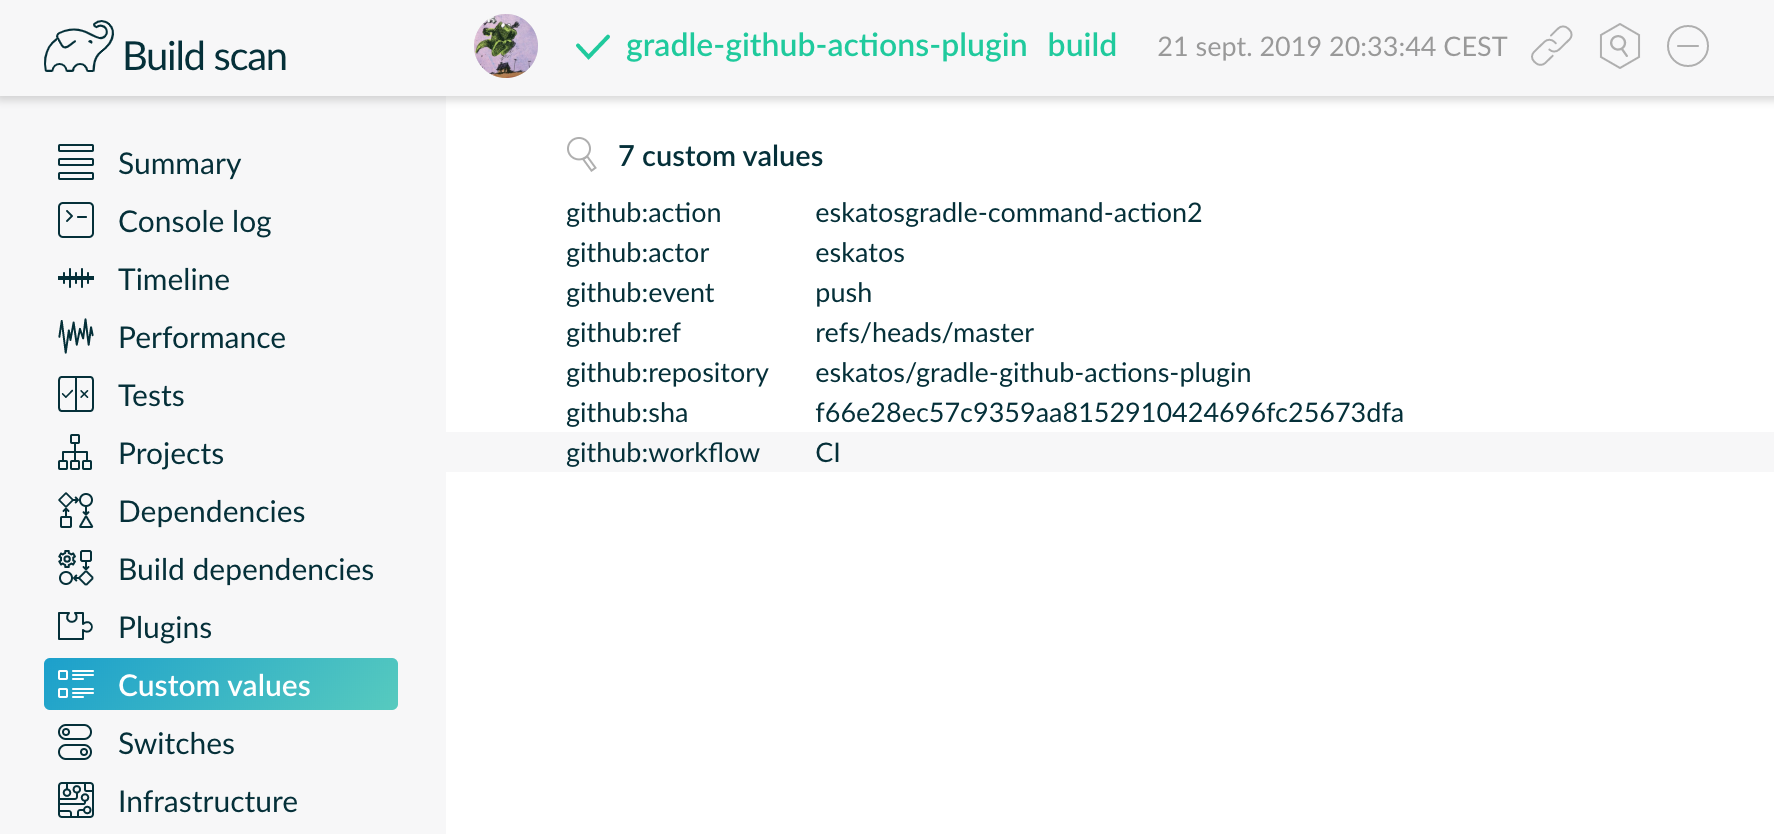 Build scan
gradle-github-actions-plugin build 21 sept. 2019 20:33:44 CEST
Summary
Console log
Timeline
Performance
Tests
Projects
Dependencies
Build dependencies
Plugins
Custom values
Switches
Infrastructure
7 custom values
github:action eskatosgradle-command-action2
github:actor eskatos
github:event push
github:ref refs/heads/master
github:repository eskatos/gradle-github-actions-plugin
github:sha f66e28ec57c9359aa8152910424696fc25673dfa
github:workflow CI